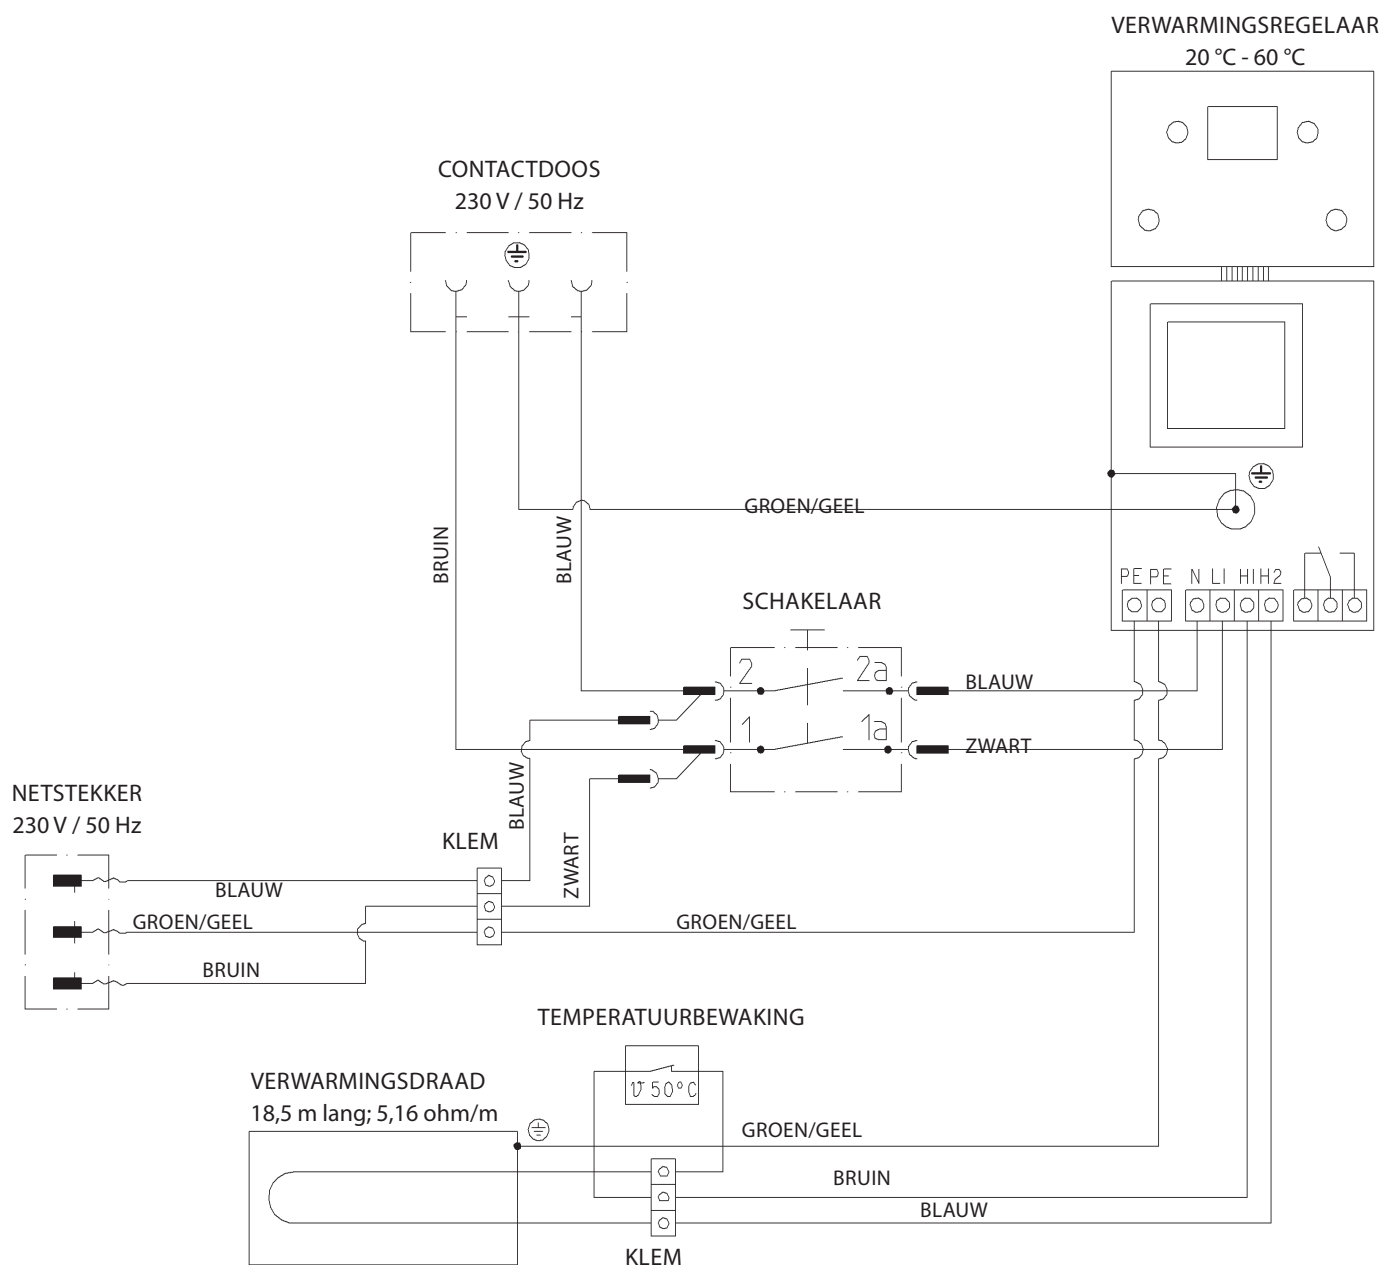 VERWARMINGSREGELAAR
20 °C - 60 °C
CONTACTDOOS
230 V / 50 Hz
BRUIN
BLAUW
GROEN/GEEL
PE PE N L1 H1 H2
SCHAKELAAR
2 2a
BLAUW
1 1a
ZWART
NETSTEKKER
230 V / 50 Hz
KLEM
BLAUW
ZWART
BLAUW
GROEN/GEEL
GROEN/GEEL
BRUIN
TEMPERATUURBEWAKING
ϑ 50°C
VERWARMINGSDRAAD
18,5 m lang; 5,16 ohm/m
GROEN/GEEL
BRUIN
BLAUW
KLEM